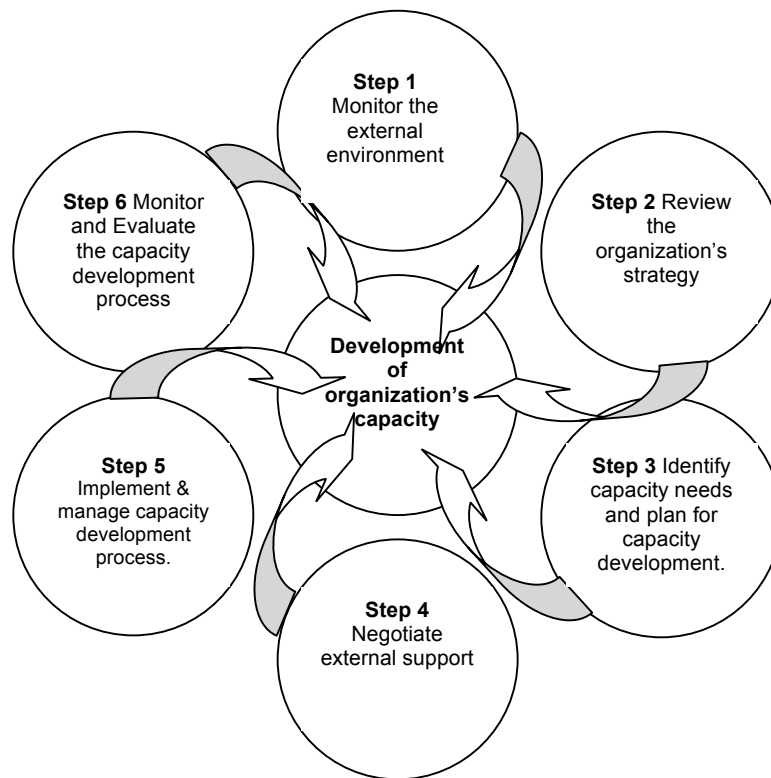 Step 1
Monitor the
external
environment
Step 2 Review
the
organization's
strategy
Step 3 Identify
capacity needs
and plan for
capacity
development.
Step 4
Negotiate
external support
Step 5
Implement &
manage capacity
development
process.
Step 6 Monitor
and Evaluate
the capacity
development
process
Development
of
organization's
capacity